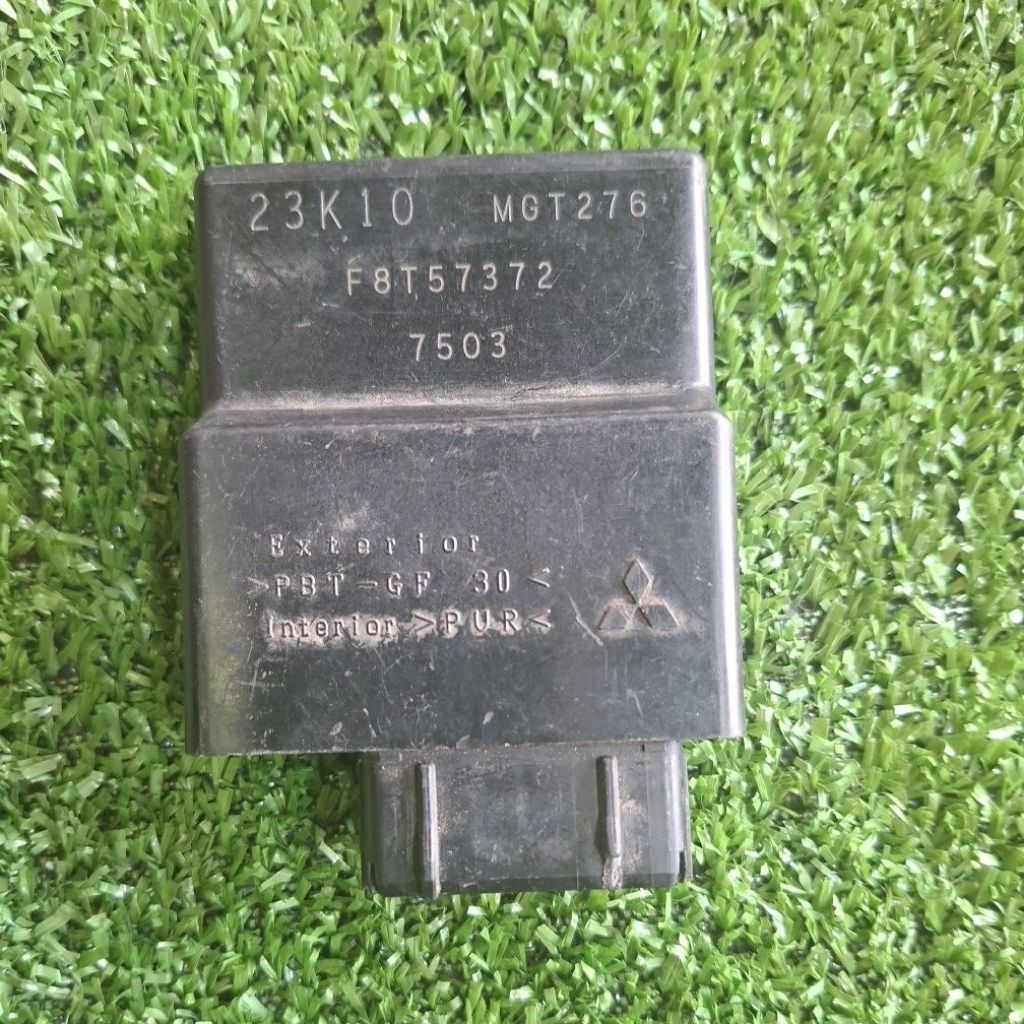 23K10 MGT276
F8T57372
7503
Exterior
>PBT-GF 30<
Interior >PUR<